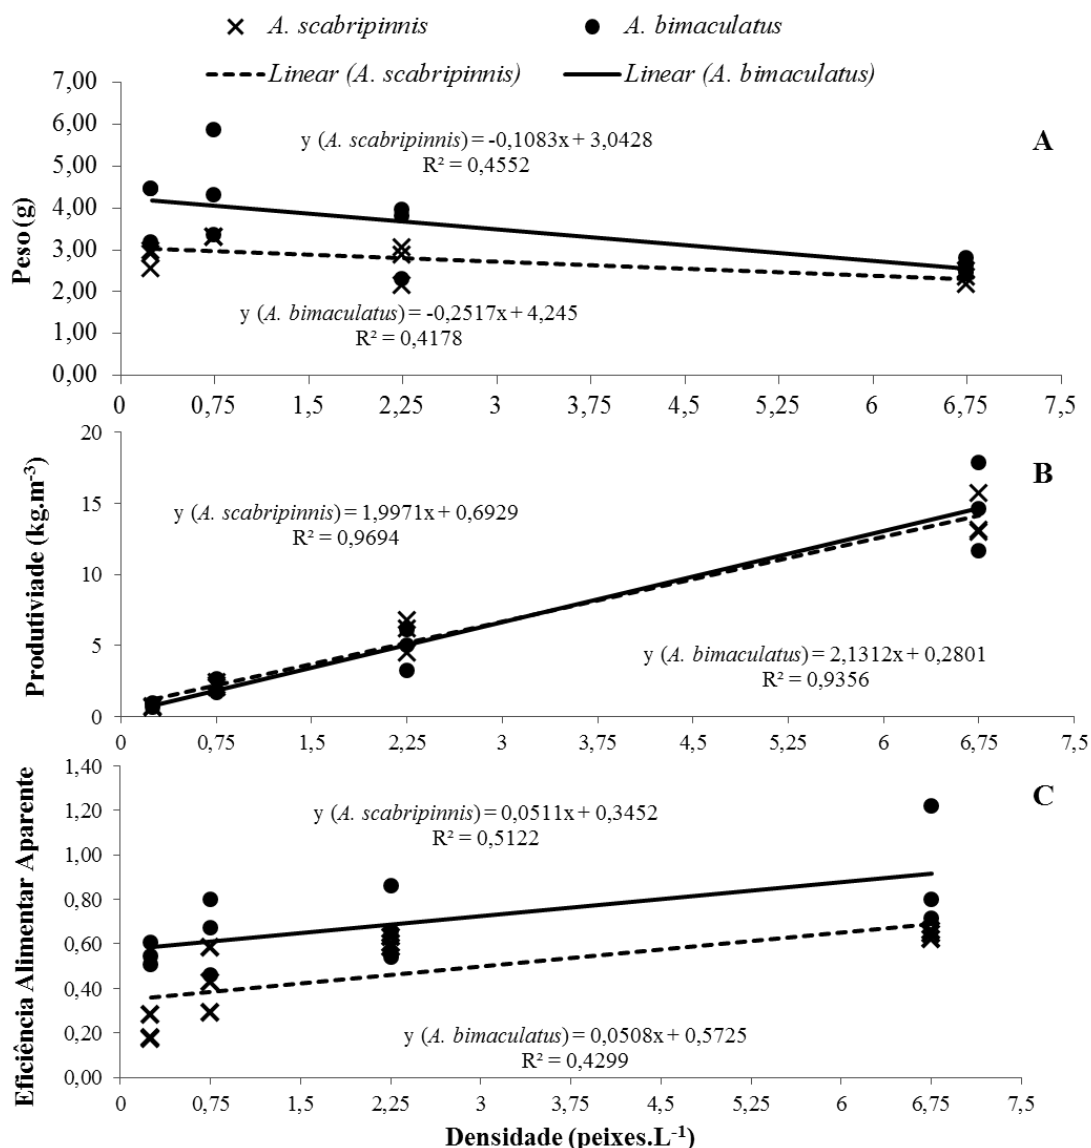 A. scabripinnis A. bimaculatus
Linear (A. scabripinnis) Linear (A. bimaculatus)
7,00
6,00
5,00
4,00
3,00
2,00
1,00
0,00
Peso (g)
y (A. scabripinnis) = -0,1083x + 3,0428
R² = 0,4552
A
y (A. bimaculatus) = -0,2517x + 4,245
R² = 0,4178
0 0,75 1,5 2,25 3 3,75 4,5 5,25 6 6,75 7,5
20
15
10
5
0
Produtiviade (kg.m-3)
B
y (A. scabripinnis) = 1,9971x + 0,6929
R² = 0,9694
y (A. bimaculatus) = 2,1312x + 0,2801
R² = 0,9356
0 0,75 1,5 2,25 3 3,75 4,5 5,25 6 6,75 7,5
1,40
1,20
1,00
0,80
0,60
0,40
0,20
0,00
Eficiência Alimentar Aparente
C
y (A. scabripinnis) = 0,0511x + 0,3452
R² = 0,5122
y (A. bimaculatus) = 0,0508x + 0,5725
R² = 0,4299
0 0,75 1,5 2,25 3 3,75 4,5 5,25 6 6,75 7,5
Densidade (peixes.L-1)